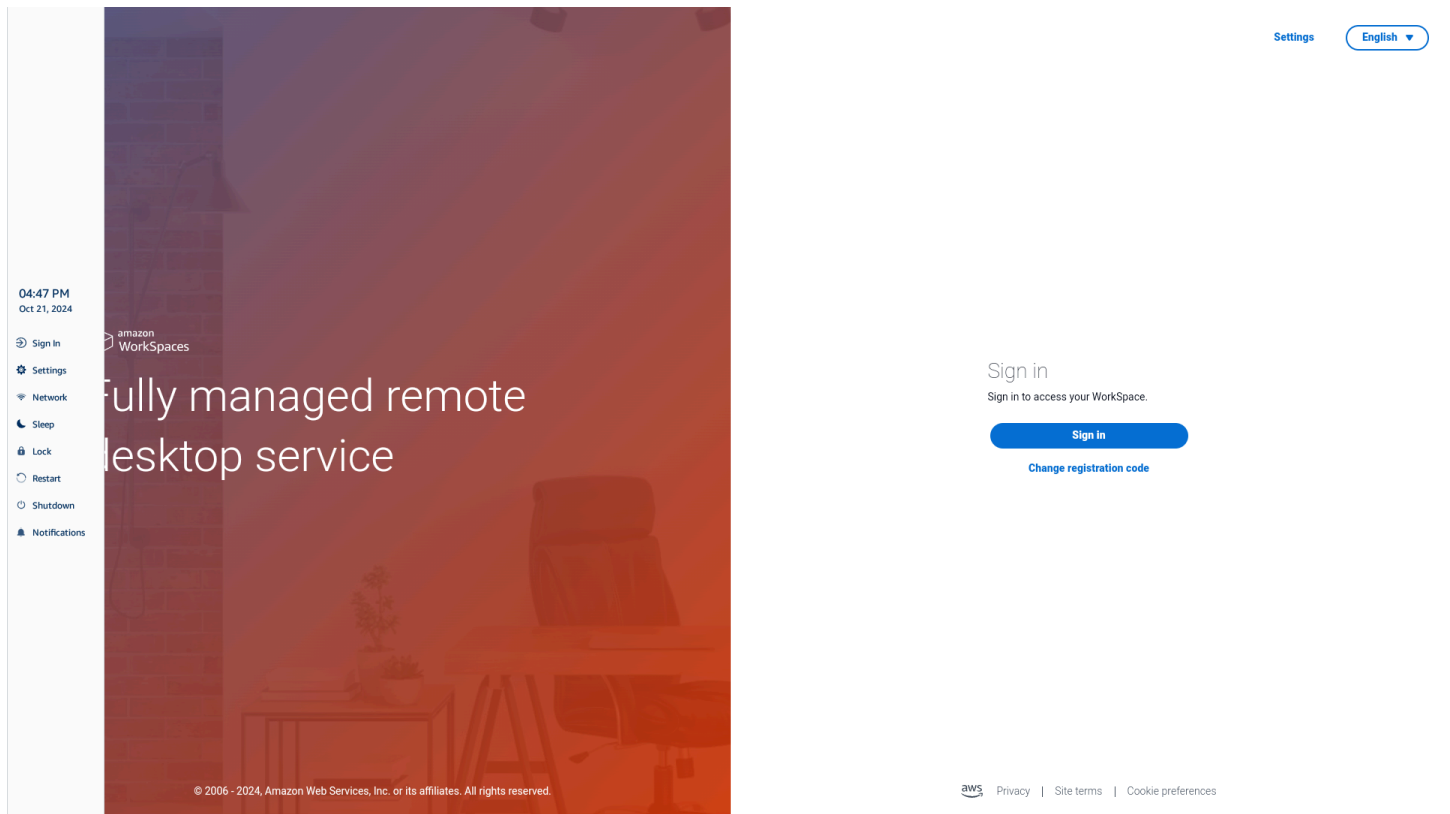 04:47 PM
Oct 21, 2024
Sign In
Settings
Network
Sleep
Lock
Restart
Shutdown
Notifications
amazon
WorkSpaces
Fully managed remote
desktop service
© 2006 - 2024, Amazon Web Services, Inc. or its affiliates. All rights reserved.
Settings
English
Sign in
Sign in to access your WorkSpace.
Sign in
Change registration code
aws Privacy | Site terms | Cookie preferences